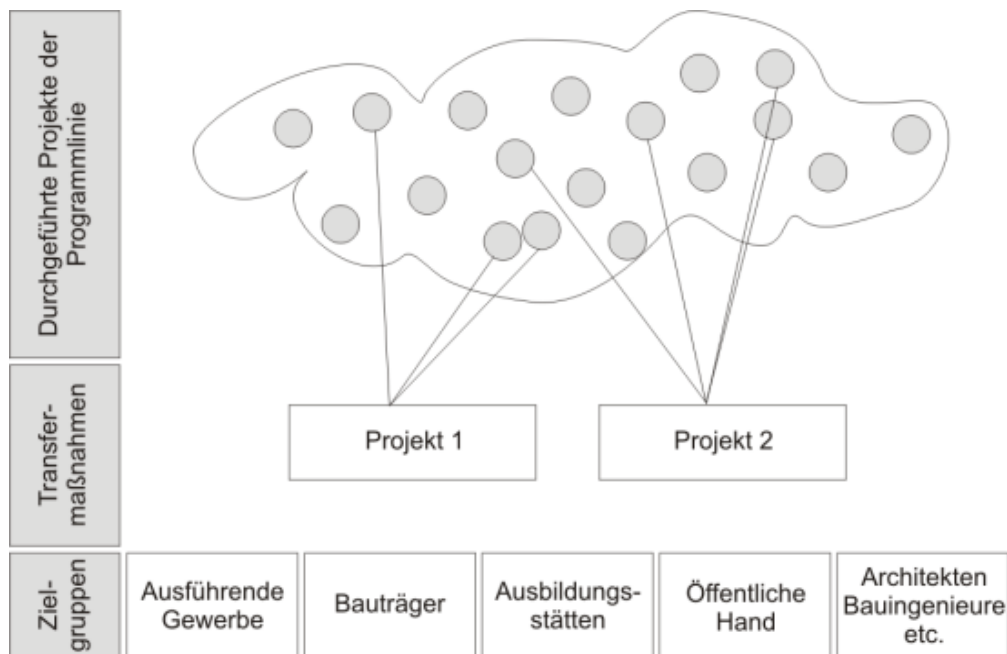 Durchgeführte Projekte der
Programmlinie
Projekt 1
Projekt 2
Transfer-
maßnahmen
Ziel-
gruppen
Ausführende
Gewerbe
Bauträger
Ausbildungs-
stätten
Öffentliche
Hand
Architekten
Bauingenieure
etc.